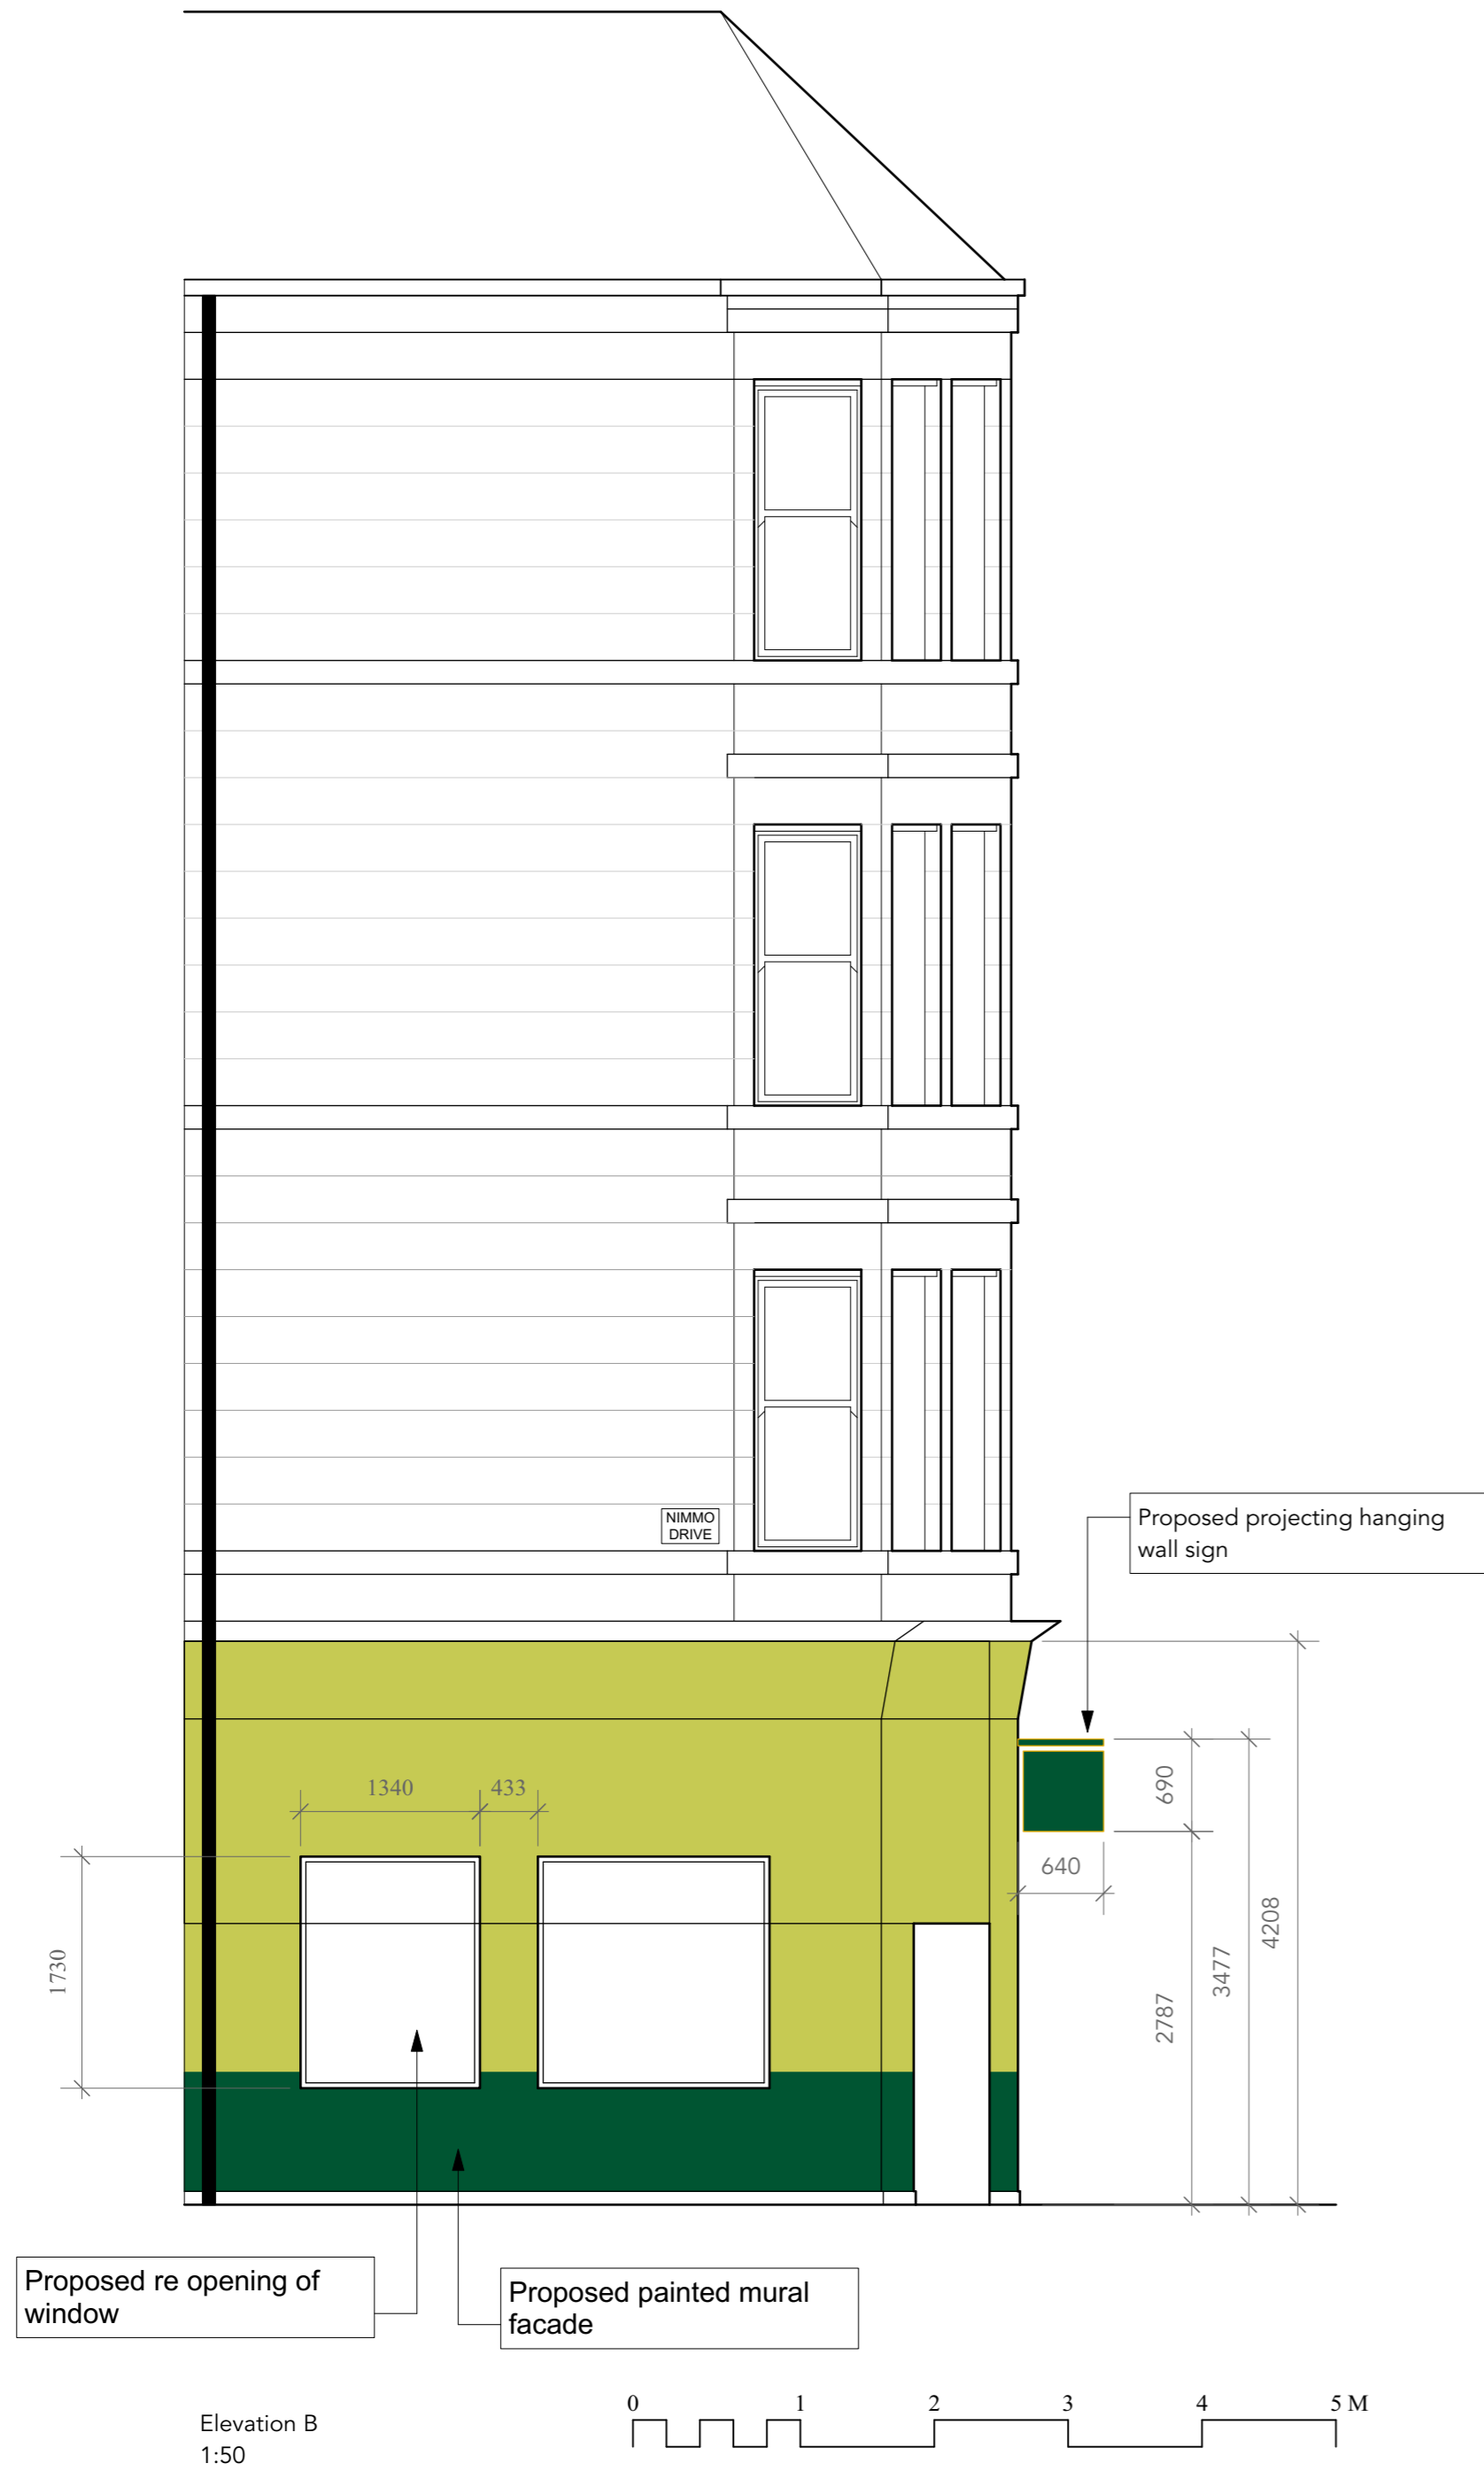 NIMMO
DRIVE
Proposed projecting hanging
wall sign
1340
433
690
640
1730
4208
3477
2787
Proposed re opening of
window
Proposed painted mural
facade
Elevation B
1:50
0 1 2 3 4 5 M